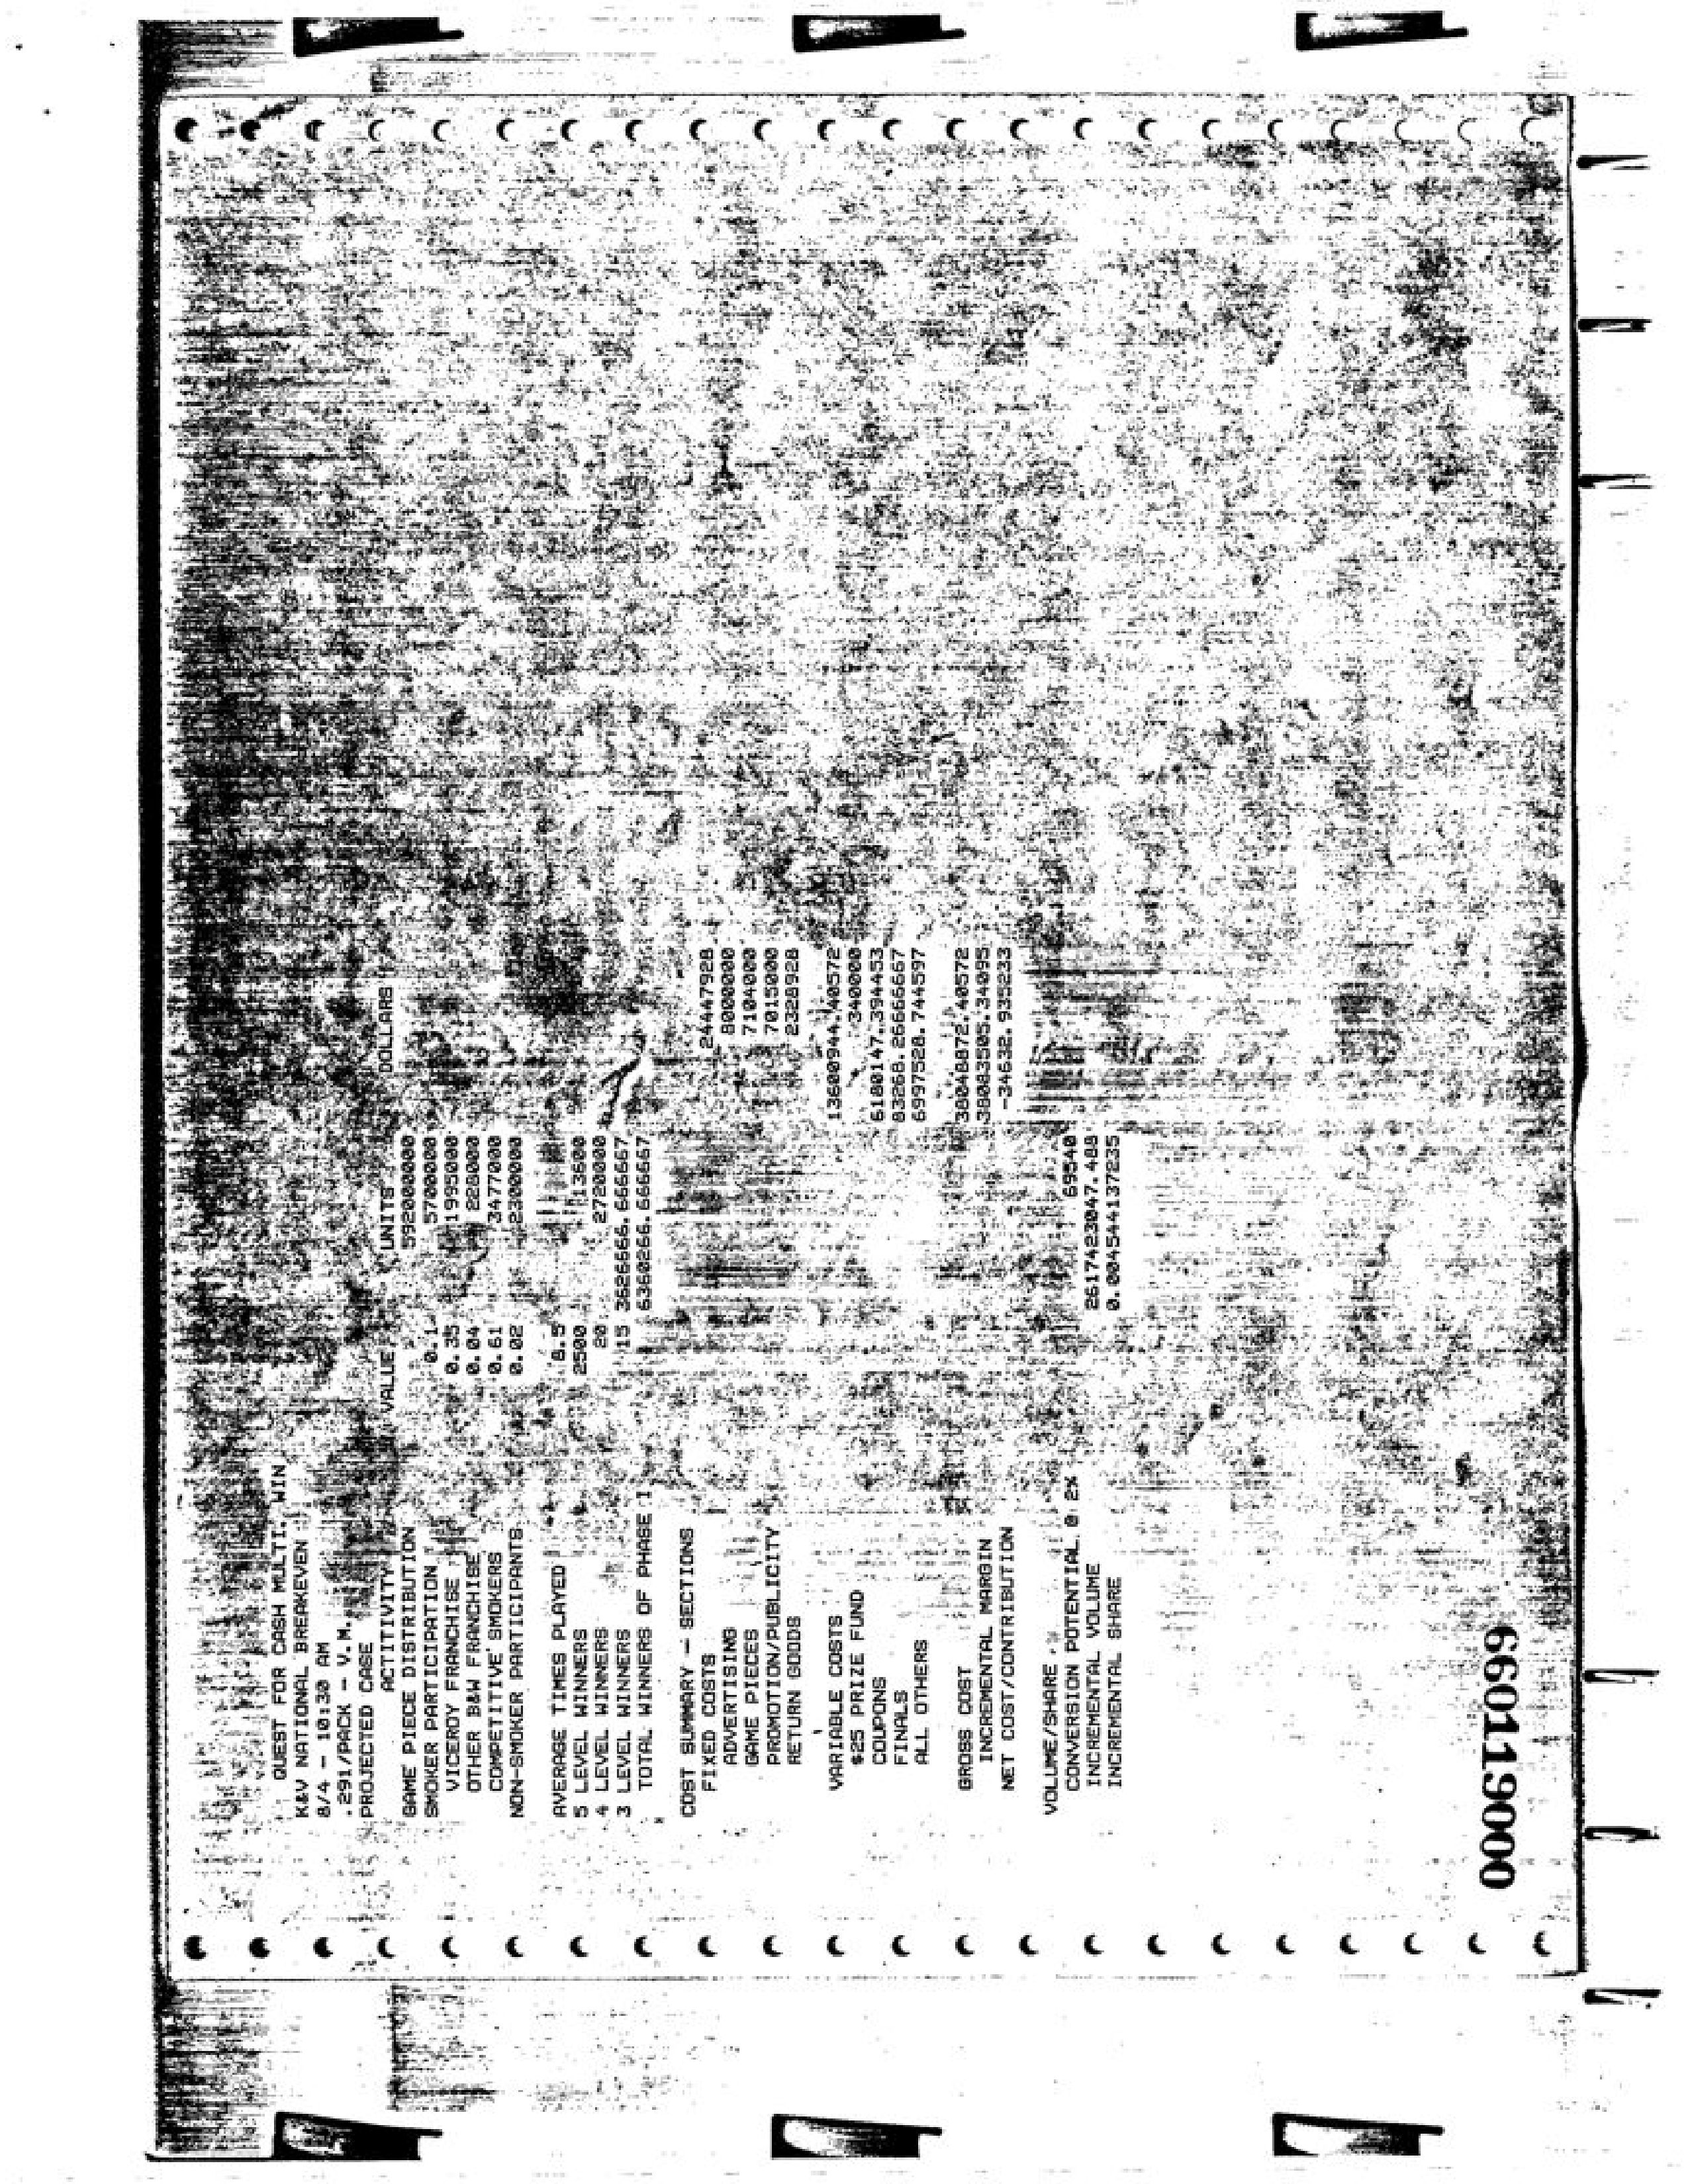 QUEST FOR CASH MULTI. WIN
K&V NATIONAL BREAKEVEN
8/4 - 10:30 AM
.291/PACK - V.M.
PROJECTED CASE
ACTITIVITY VALUE UNITS DOLLARS
GAME PIECE DISTRIBUTION 592000000
SMOKER PARTICIPATION 0.1 5700000
VICEROY FRANCHISE 0.35 1995000
OTHER B&W FRANCHISE 0.04 228000
COMPETITIVE SMOKERS 0.61 3477000
NON-SMOKER PARTICIPANTS 0.02 2300000
AVERAGE TIMES PLAYED 8.5
5 LEVEL WINNERS 2500 13600
4 LEVEL WINNERS 20 2720000
3 LEVEL WINNERS 15 3626666.666667
TOTAL WINNERS OF PHASE 1 6360266.666667
COST SUMMARY - SECTIONS
FIXED COSTS 24447928
ADVERTISING 8000000
GAME PIECES 7104000
PROMOTION/PUBLICITY 7015000
RETURN GOODS 2328928
VARIABLE COSTS 13600944.40572
$25 PRIZE FUND 340000
COUPONS 6180147.394453
FINALS 83268.26666667
ALL OTHERS 6997528.744597
GROSS COST 38048872.40572
INCREMENTAL MARGIN 38083505.34095
NET COST/CONTRIBUTION -34632.935233
VOLUME/SHARE
CONVERSION POTENTIAL @ 2% 69540
INCREMENTAL VOLUME 2617423047.488
INCREMENTAL SHARE 0.004544137235
660119000